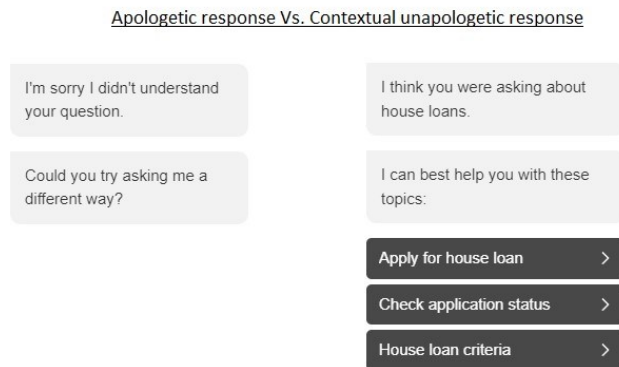 Apologetic response Vs. Contextual unapologetic response
I'm sorry I didn't understand
your question.
Could you try asking me a
different way?
I think you were asking about
house loans.
I can best help you with these
topics:
Apply for house loan
Check application status
House loan criteria